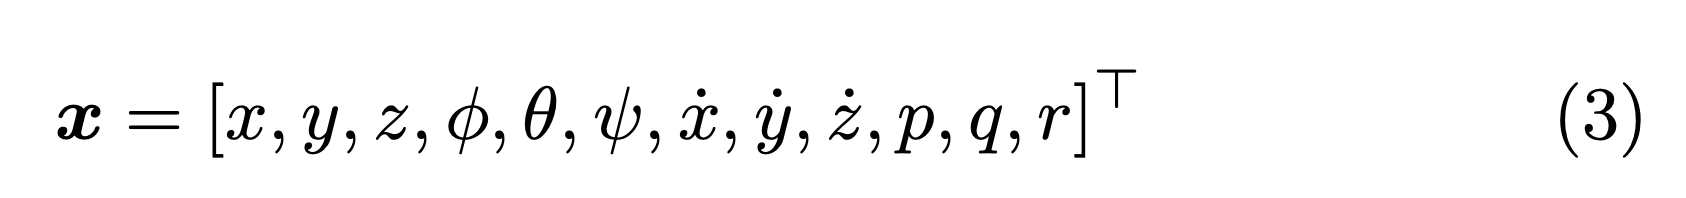 𝒙 = [x, y, z, ϕ, θ, ψ, ẋ, ẏ, ż, p, q, r]^⊤ (3)